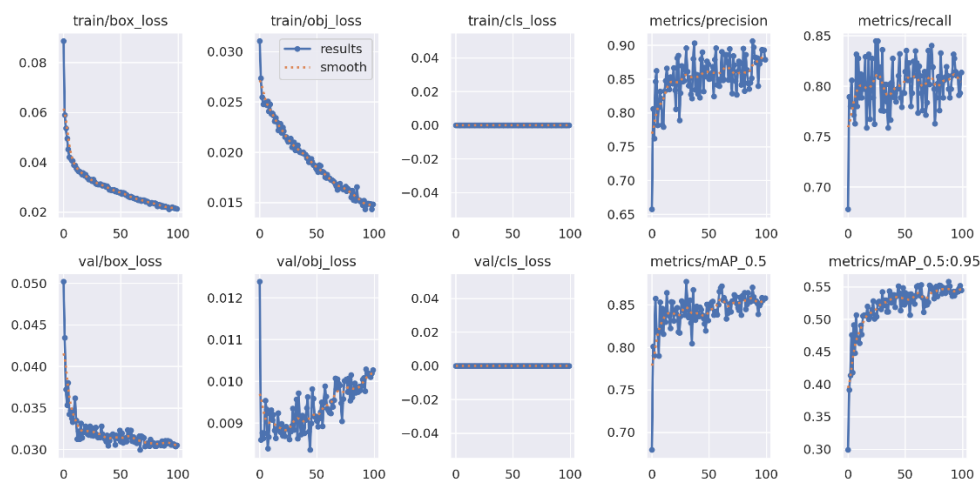 train/box_loss
0.08
0.06
0.04
0.02
0 50 100
train/obj_loss
results
smooth
0.030
0.025
0.020
0.015
0 50 100
train/cls_loss
0.04
0.02
0.00
−0.02
−0.04
0 50 100
metrics/precision
0.90
0.85
0.80
0.75
0.70
0.65
0 50 100
metrics/recall
0.85
0.80
0.75
0.70
0 50 100
val/box_loss
0.050
0.045
0.040
0.035
0.030
0 50 100
val/obj_loss
0.012
0.011
0.010
0.009
0 50 100
val/cls_loss
0.04
0.02
0.00
−0.02
−0.04
0 50 100
metrics/mAP_0.5
0.85
0.80
0.75
0.70
0 50 100
metrics/mAP_0.5:0.95
0.55
0.50
0.45
0.40
0.35
0.30
0 50 100